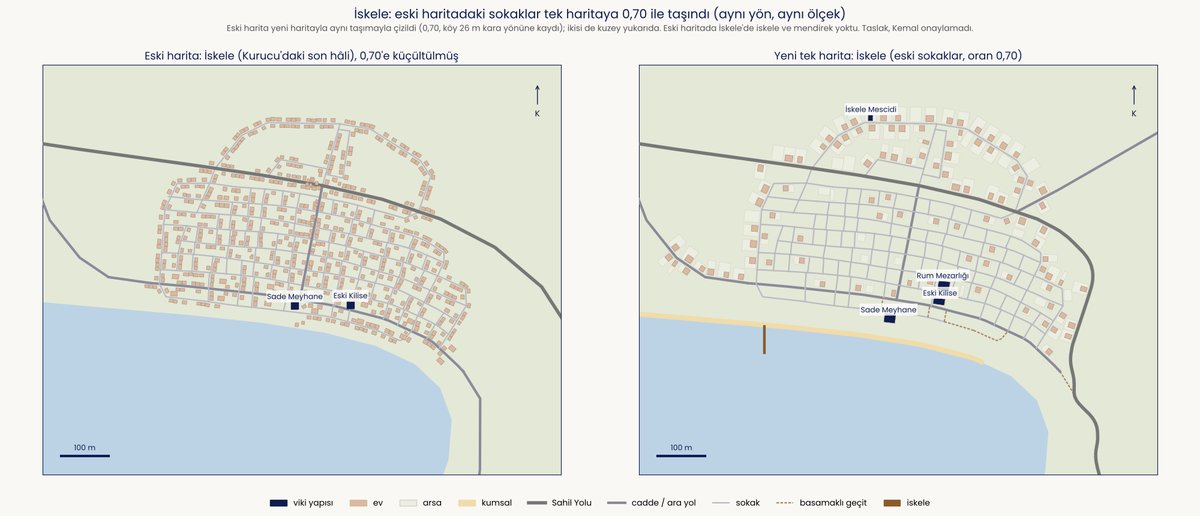 İskele: eski haritadaki sokaklar tek haritaya 0,70 ile taşındı (aynı yön, aynı ölçek)
Eski harita yeni haritayla aynı taşımayla çizildi (0,70, köy 26 m kara yönüne kaydı); ikisi de kuzey yukarıda. Eski haritada İskele'de iskele ve mendirek yoktu. Taslak, Kemal onaylamadı.
Eski harita: İskele (Kurucu'daki son hâli), 0,70'e küçültülmüş
K
Sade Meyhane
Eski Kilise
100 m
Yeni tek harita: İskele (eski sokaklar, oran 0,70)
K
İskele Mescidi
Rum Mezarlığı
Eski Kilise
Sade Meyhane
100 m
viki yapısı
ev
arsa
kumsal
Sahil Yolu
cadde / ara yol
sokak
basamaklı geçit
iskele